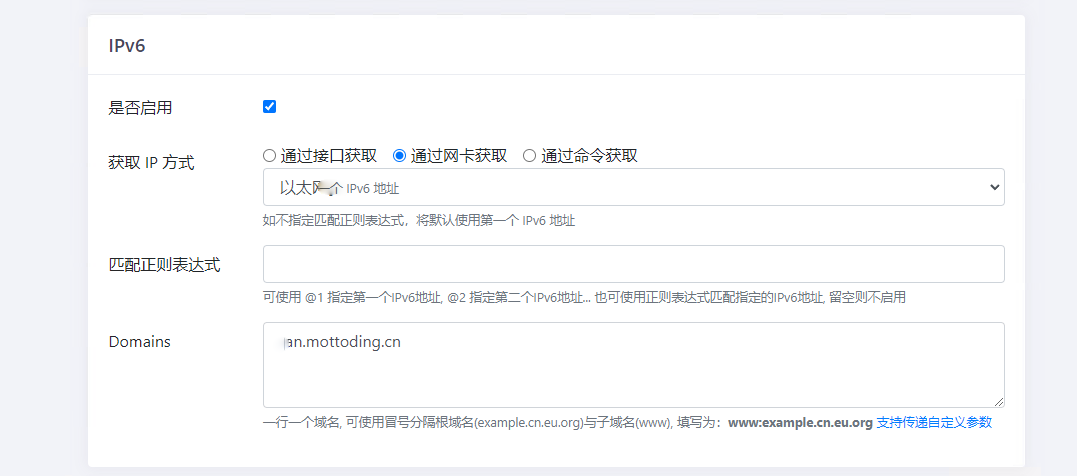 IPv6
是否启用
获取 IP 方式
通过接口获取 通过网卡获取 通过命令获取
以太网 个 IPv6 地址
如不指定匹配正则表达式，将默认使用第一个 IPv6 地址
匹配正则表达式
可使用 @1 指定第一个IPv6地址, @2 指定第二个IPv6地址... 也可使用正则表达式匹配指定的IPv6地址, 留空则不启用
Domains
an.mottoding.cn
一行一个域名, 可使用冒号分隔根域名(example.cn.eu.org)与子域名(www), 填写为：www:example.cn.eu.org 支持传递自定义参数